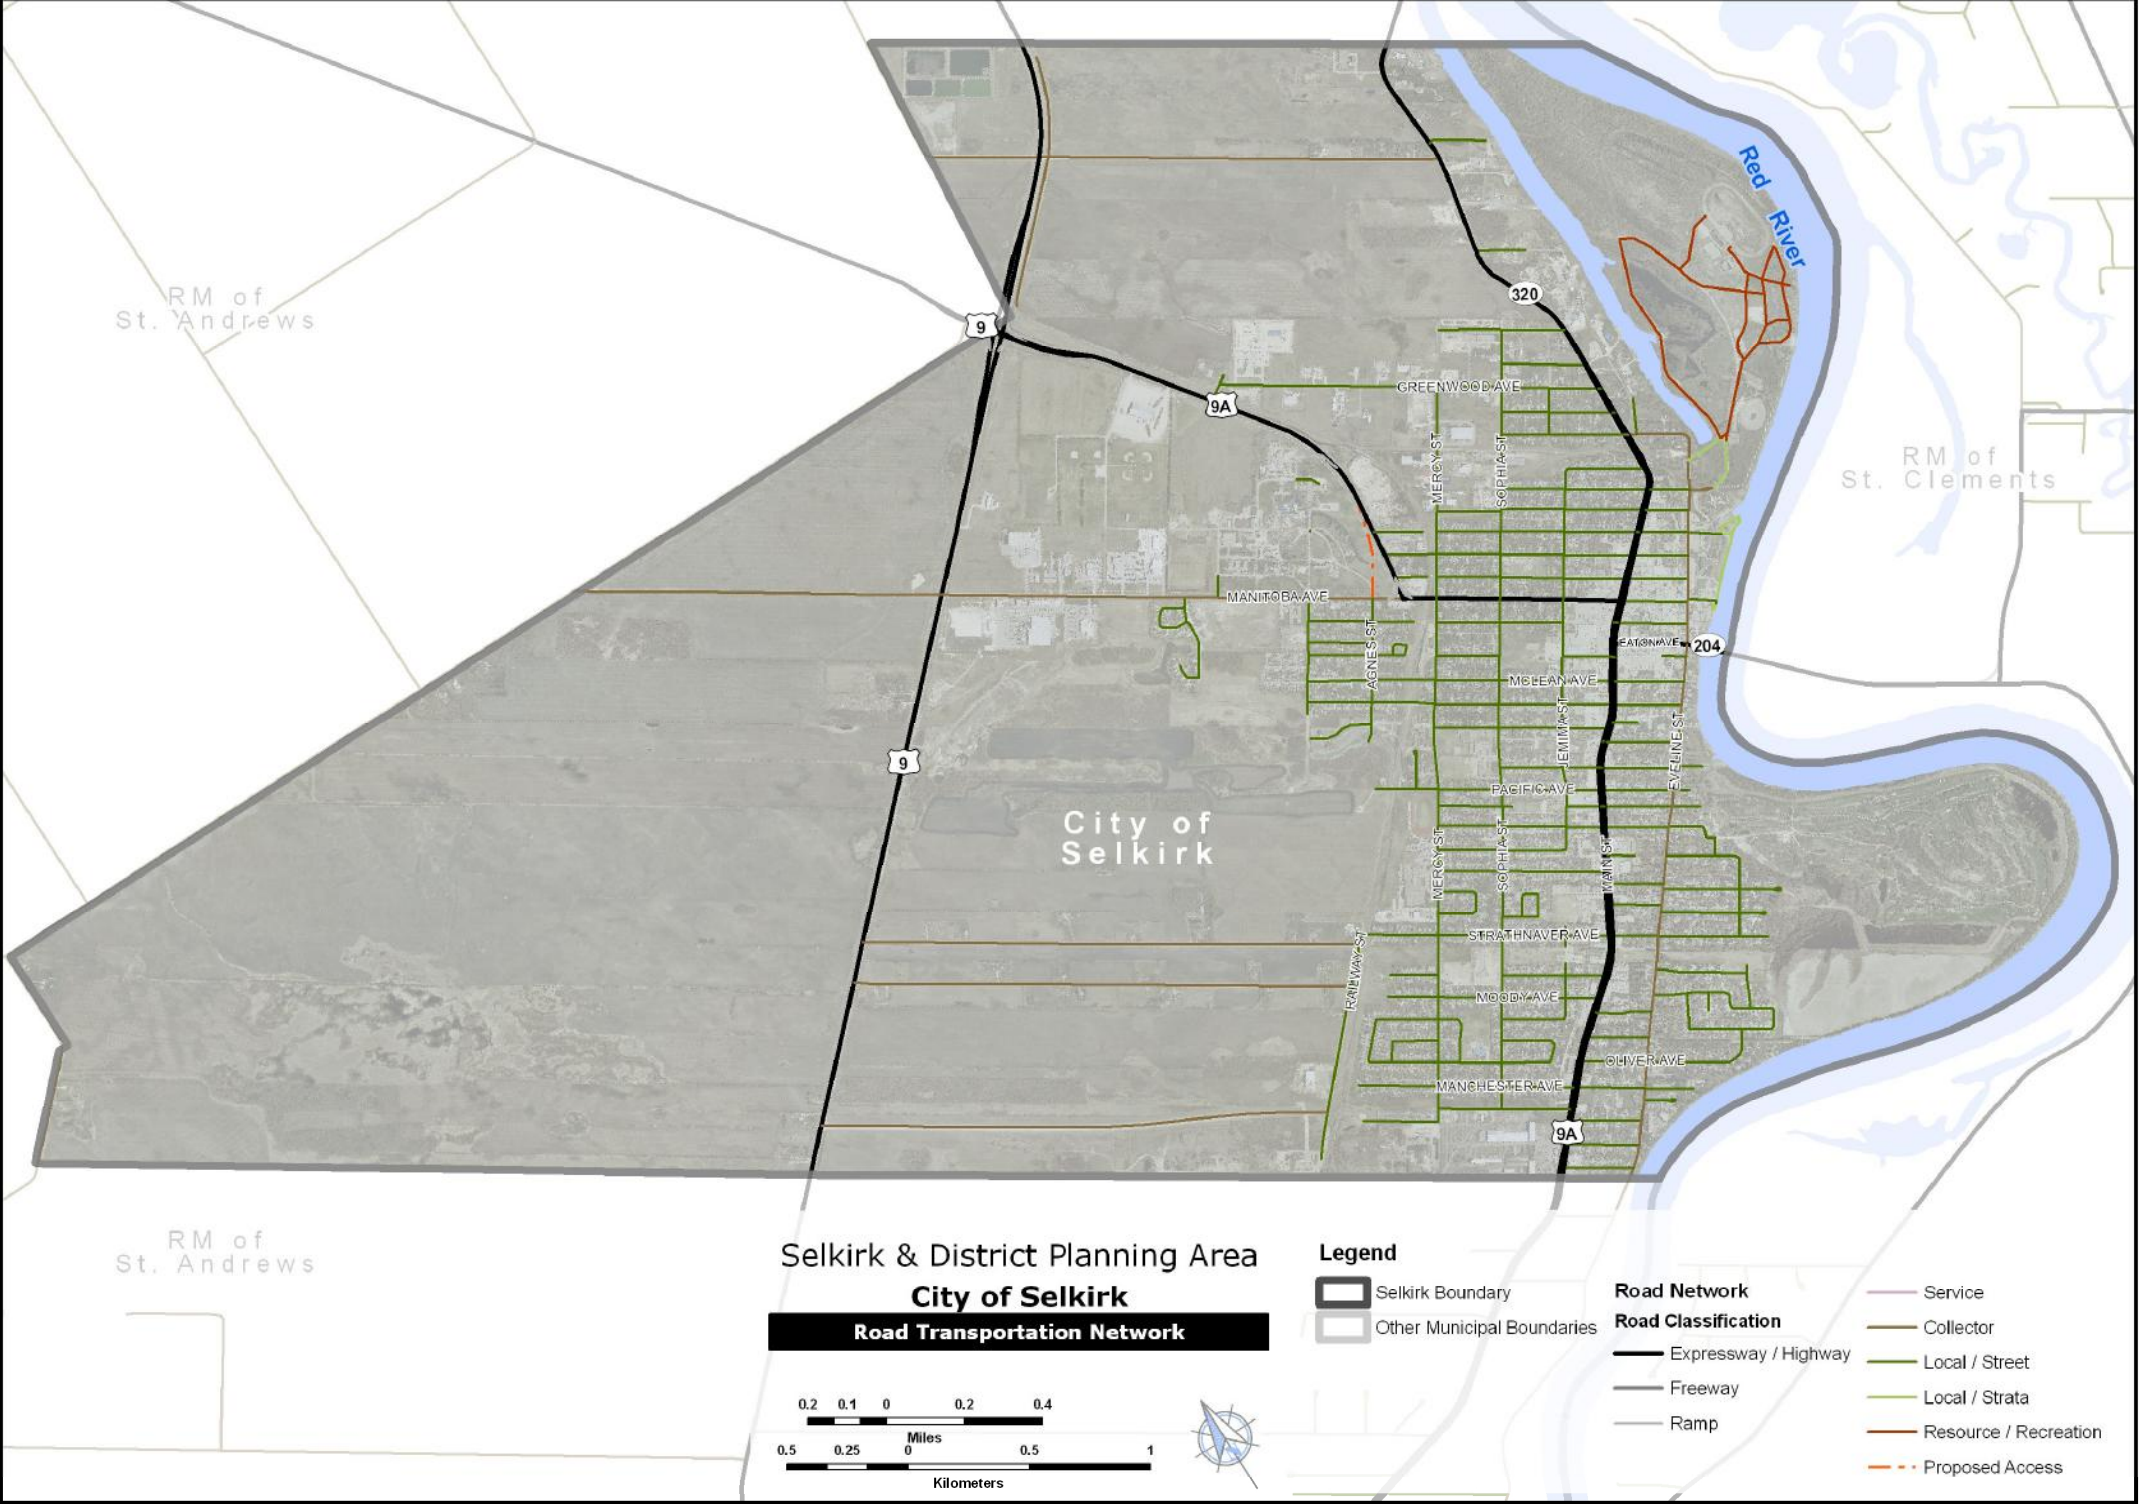 Red
River
RM of
St. Andrews
320
9
9A
GREENWOOD AVE
MERCY ST
SOPHIA ST
RM of
St. Clements
MANITOBA AVE
AGNES ST
EATON AVE
204
MCLEAN AVE
JEMIMA ST
EVELINE ST
9
PACIFIC AVE
City of
Selkirk
MERCY ST
SOPHIA ST
MAIN ST
STRATHNAVER AVE
RAILWAY ST
MOODY AVE
OLIVER AVE
MANCHESTER AVE
9A
RM of
St. Andrews
Selkirk & District Planning Area
City of Selkirk
Road Transportation Network
0.2 0.1 0 0.2 0.4
Miles
0.5 0.25 0 0.5 1
Kilometers
Legend
Selkirk Boundary
Other Municipal Boundaries
Road Network
Road Classification
Expressway / Highway
Freeway
Ramp
Service
Collector
Local / Street
Local / Strata
Resource / Recreation
Proposed Access